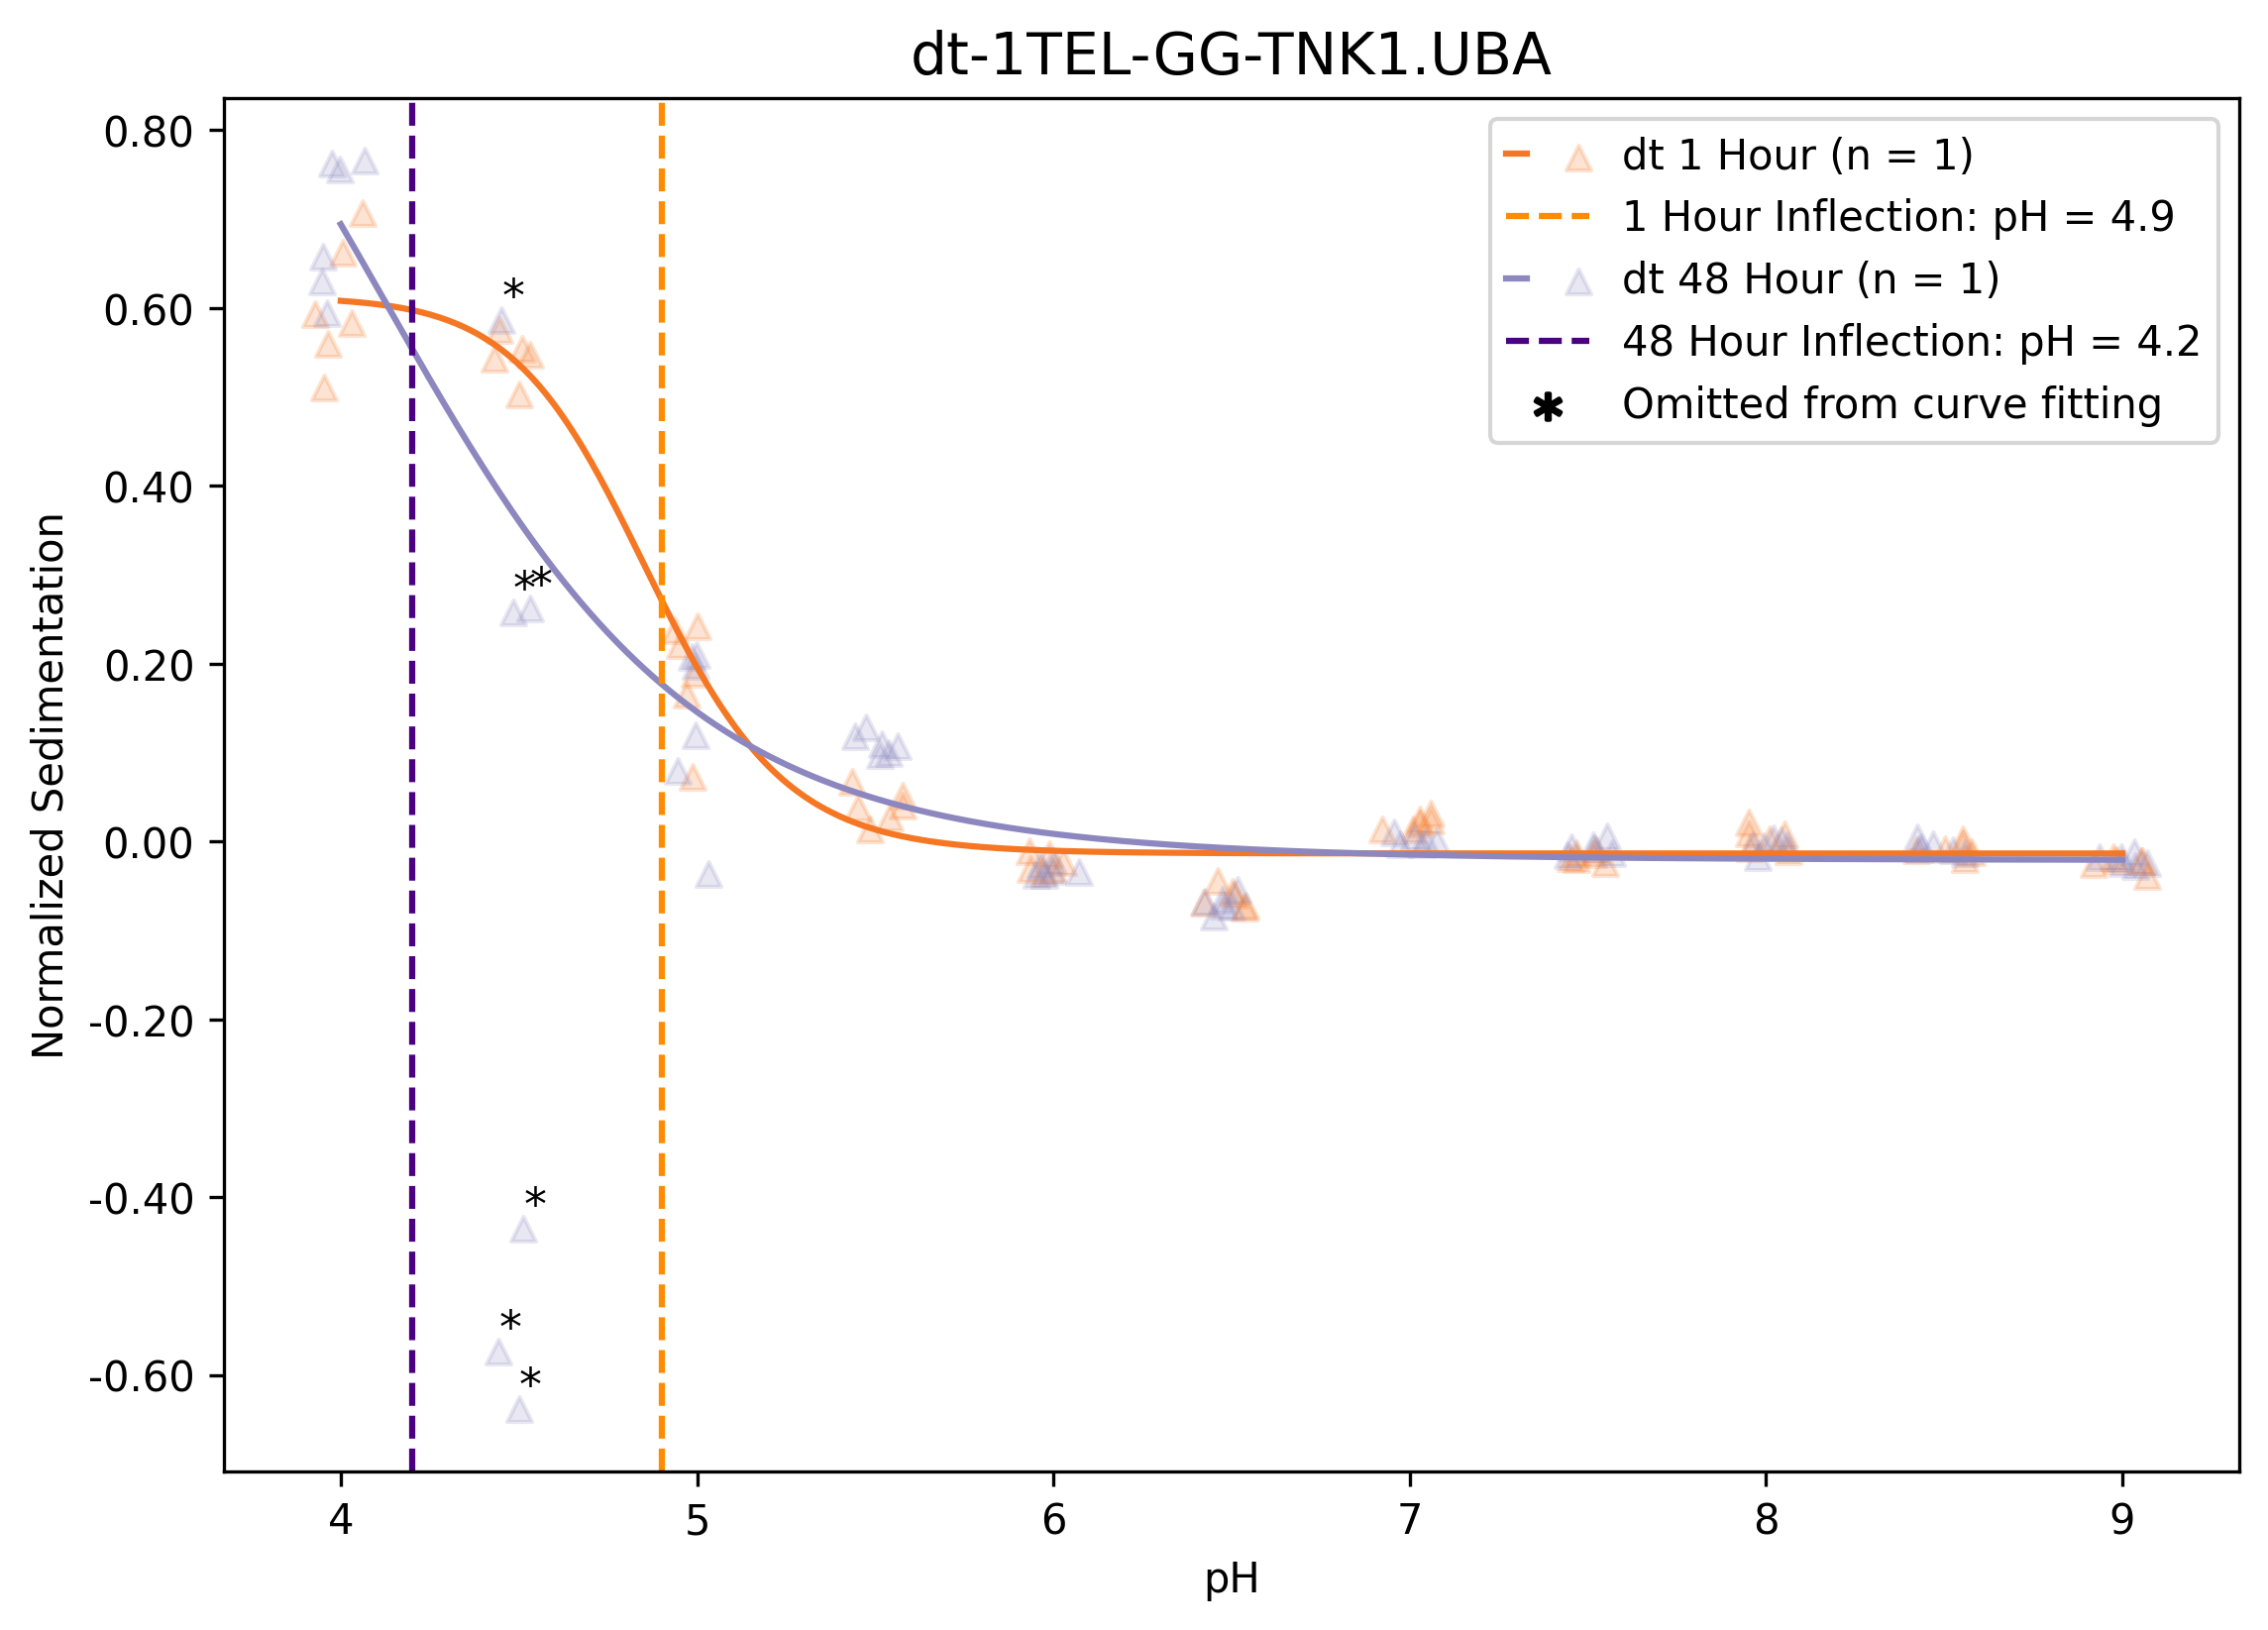 dt-1TEL-GG-TNK1.UBA
dt 1 Hour (n = 1)
1 Hour Inflection: pH = 4.9
dt 48 Hour (n = 1)
48 Hour Inflection: pH = 4.2
* Omitted from curve fitting
Normalized Sedimentation
0.80
0.60
0.40
0.20
0.00
-0.20
-0.40
-0.60
*
* *
*
*
*
4 5 6 7 8 9
pH